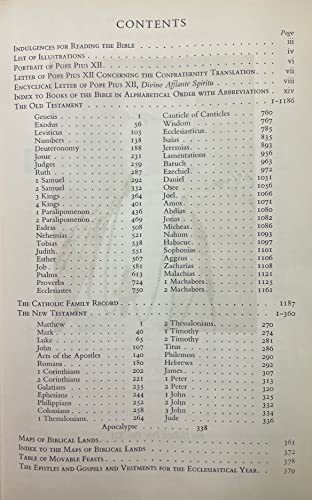 CONTENTS
Page
Indulgences for Reading the Bible iii
List of Illustrations iv
Portrait of Pope Pius XII vi
Letter of Pope Pius XII Concerning the Confraternity Translation vii
Encyclical Letter of Pope Pius XII, Divino Afflante Spiritu viii
Index to Books of the Bible in Alphabetical Order with Abbreviations xiv
The Old Testament 1-1186
Genesis 1
Exodus 56
Leviticus 103
Numbers 138
Deuteronomy 188
Josue 231
Judges 259
Ruth 287
1 Samuel 292
2 Samuel 332
3 Kings 364
4 Kings 401
1 Paralipomenon 436
2 Paralipomenon 469
Esdras 508
Nehemias 521
Tobias 538
Judith 551
Esther 567
Job 581
Psalms 613
Proverbs 724
Ecclesiastes 750
Canticle of Canticles 760
Wisdom 767
Ecclesiasticus 785
Isaias 835
Jeremias 893
Lamentations 955
Baruch 963
Ezechiel 972
Daniel 1031
Osee 1056
Joel 1066
Amos 1071
Abdias 1080
Jonas 1082
Micheas 1086
Nahum 1093
Habacuc 1097
Sophonias 1101
Aggeus 1106
Zacharias 1108
Malachias 1121
1 Machabees 1125
2 Machabees 1161
The Catholic Family Record 1187
The New Testament 1-360
Matthew 1
Mark 40
Luke 65
John 107
Acts of the Apostles 140
Romans 180
1 Corinthians 202
2 Corinthians 221
Galatians 235
Ephesians 244
Philippians 252
Colossians 258
1 Thessalonians 264
2 Thessalonians 270
1 Timothy 274
2 Timothy 281
Titus 286
Philemon 290
Hebrews 292
James 307
1 Peter 313
2 Peter 321
1 John 326
2 John 332
3 John 334
Jude 336
Apocalypse 338
Maps of Biblical Lands 361
Index to the Maps of Biblical Lands 372
Table of Movable Feasts 378
The Epistles and Gospels and Vestments for the Ecclesiastical Year 379